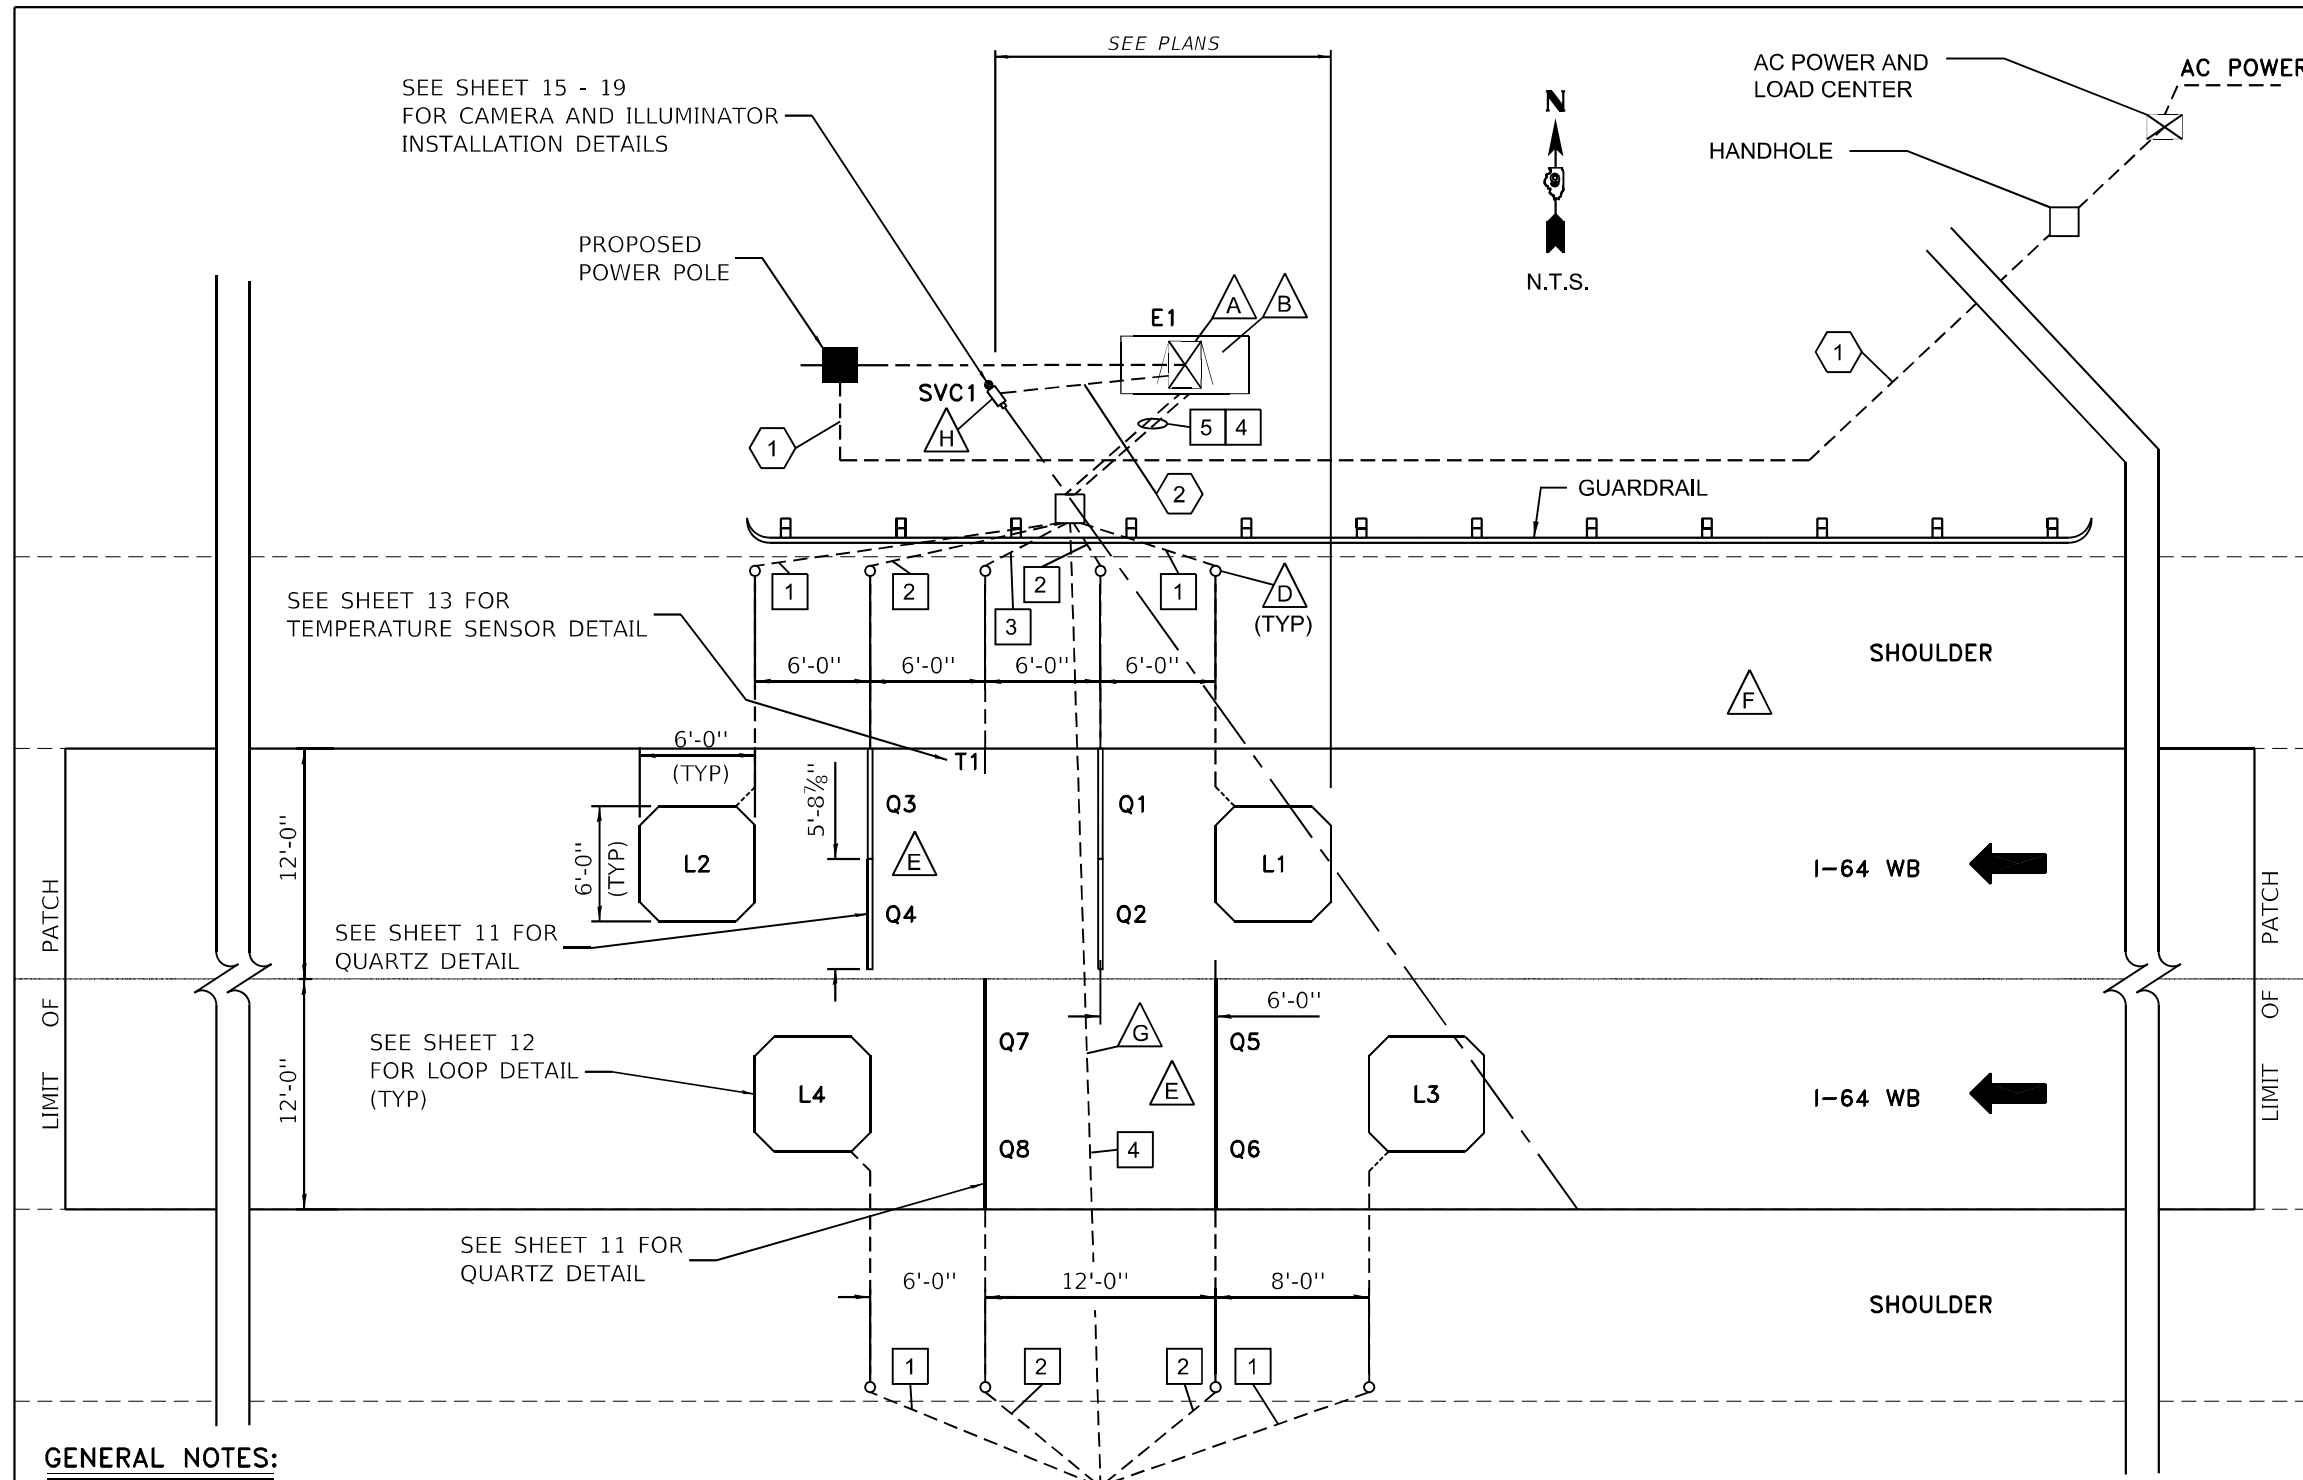 SEE PLANS
SEE SHEET 15 - 19
FOR CAMERA AND ILLUMINATOR
INSTALLATION DETAILS
AC POWER AND
LOAD CENTER
AC POWER
HANDHOLE
N
N.T.S.
PROPOSED
POWER POLE
E1
A
B
SVC1
H
5 4
1
1
2
GUARDRAIL
1
2
3
2
1
D
(TYP)
SEE SHEET 13 FOR
TEMPERATURE SENSOR DETAIL
6'-0"
6'-0"
6'-0"
6'-0"
SHOULDER
F
6'-0"
(TYP)
T1
5'-8⅞"
Q3
Q1
12'-0"
6'-0"
(TYP)
L2
E
L1
I-64 WB
Q4
Q2
SEE SHEET 11 FOR
QUARTZ DETAIL
LIMIT OF PATCH
LIMIT OF PATCH
6'-0"
G
Q7
Q5
SEE SHEET 12
FOR LOOP DETAIL
(TYP)
12'-0"
L4
E
L3
I-64 WB
Q8
4
Q6
SEE SHEET 11 FOR
QUARTZ DETAIL
6'-0"
12'-0"
8'-0"
SHOULDER
1
2
2
1
GENERAL NOTES: